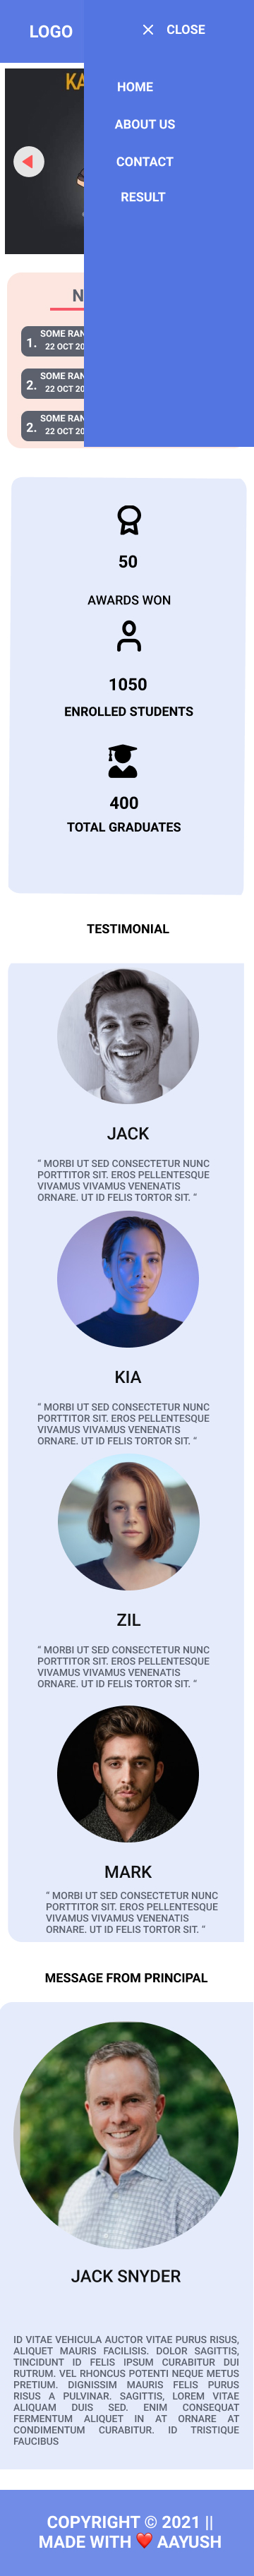 LOGO
CLOSE
HOME
ABOUT US
CONTACT
RESULT
KA
N
1. SOME RAN
22 OCT 20
2. SOME RAN
22 OCT 20
2. SOME RAN
22 OCT 20
50
AWARDS WON
1050
ENROLLED STUDENTS
400
TOTAL GRADUATES
TESTIMONIAL
JACK
“ MORBI UT SED CONSECTETUR NUNC
PORTTITOR SIT. EROS PELLENTESQUE
VIVAMUS VIVAMUS VENENATIS
ORNARE. UT ID FELIS TORTOR SIT. “
KIA
“ MORBI UT SED CONSECTETUR NUNC
PORTTITOR SIT. EROS PELLENTESQUE
VIVAMUS VIVAMUS VENENATIS
ORNARE. UT ID FELIS TORTOR SIT. “
ZIL
“ MORBI UT SED CONSECTETUR NUNC
PORTTITOR SIT. EROS PELLENTESQUE
VIVAMUS VIVAMUS VENENATIS
ORNARE. UT ID FELIS TORTOR SIT. “
MARK
“ MORBI UT SED CONSECTETUR NUNC
PORTTITOR SIT. EROS PELLENTESQUE
VIVAMUS VIVAMUS VENENATIS
ORNARE. UT ID FELIS TORTOR SIT. “
MESSAGE FROM PRINCIPAL
JACK SNYDER
ID VITAE VEHICULA AUCTOR VITAE PURUS RISUS,
ALIQUET MAURIS FACILISIS. DOLOR SAGITTIS,
TINCIDUNT ID FELIS IPSUM CURABITUR DUI
RUTRUM. VEL RHONCUS POTENTI NEQUE METUS
PRETIUM. DIGNISSIM MAURIS FELIS PURUS
RISUS A PULVINAR. SAGITTIS, LOREM VITAE
ALIQUAM DUIS SED. ENIM CONSEQUAT
FERMENTUM ALIQUET IN AT ORNARE AT
CONDIMENTUM CURABITUR. ID TRISTIQUE
FAUCIBUS
COPYRIGHT © 2021 ||
MADE WITH ❤️ AAYUSH